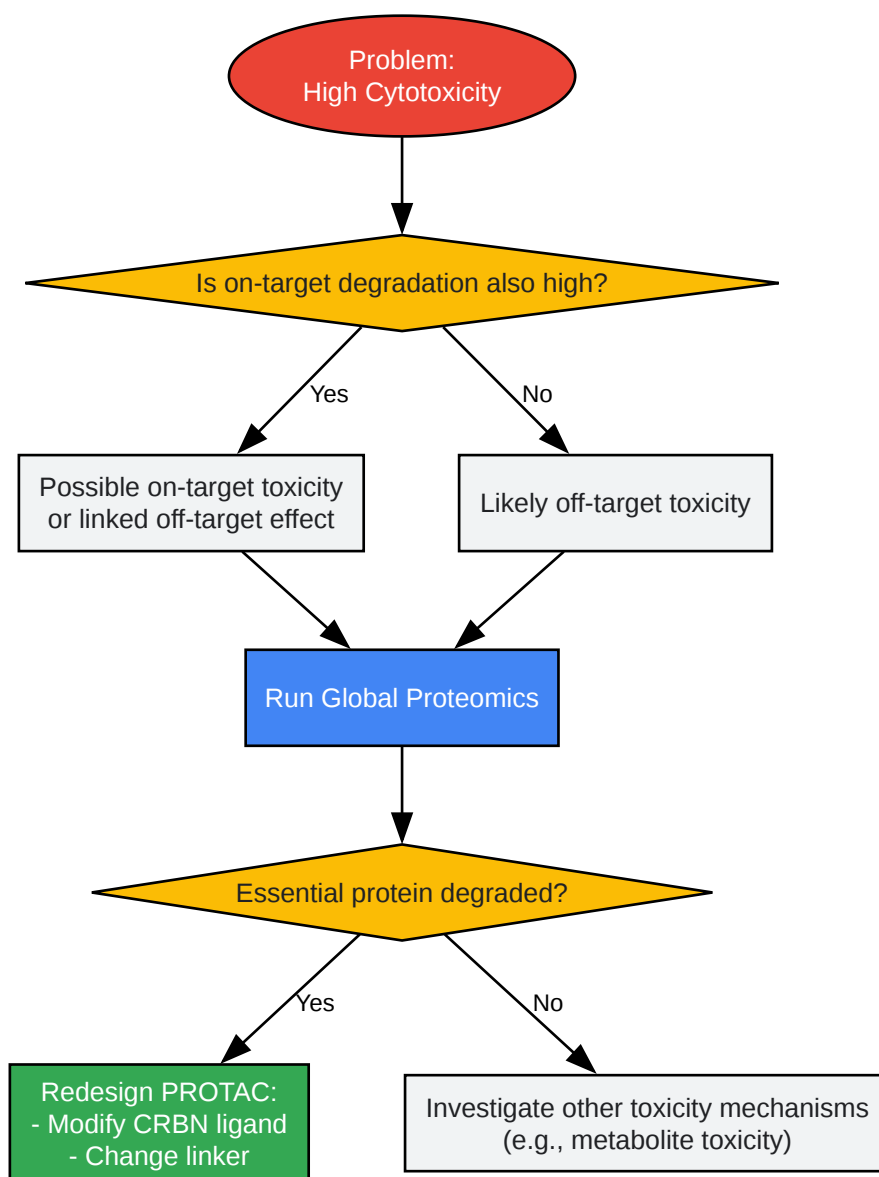 Problem:
High Cytotoxicity
Is on-target degradation also high?
Yes
No
Possible on-target toxicity
or linked off-target effect
Likely off-target toxicity
Run Global Proteomics
Essential protein degraded?
Yes
No
Redesign PROTAC:
- Modify CRBN ligand
- Change linker
Investigate other toxicity mechanisms
(e.g., metabolite toxicity)